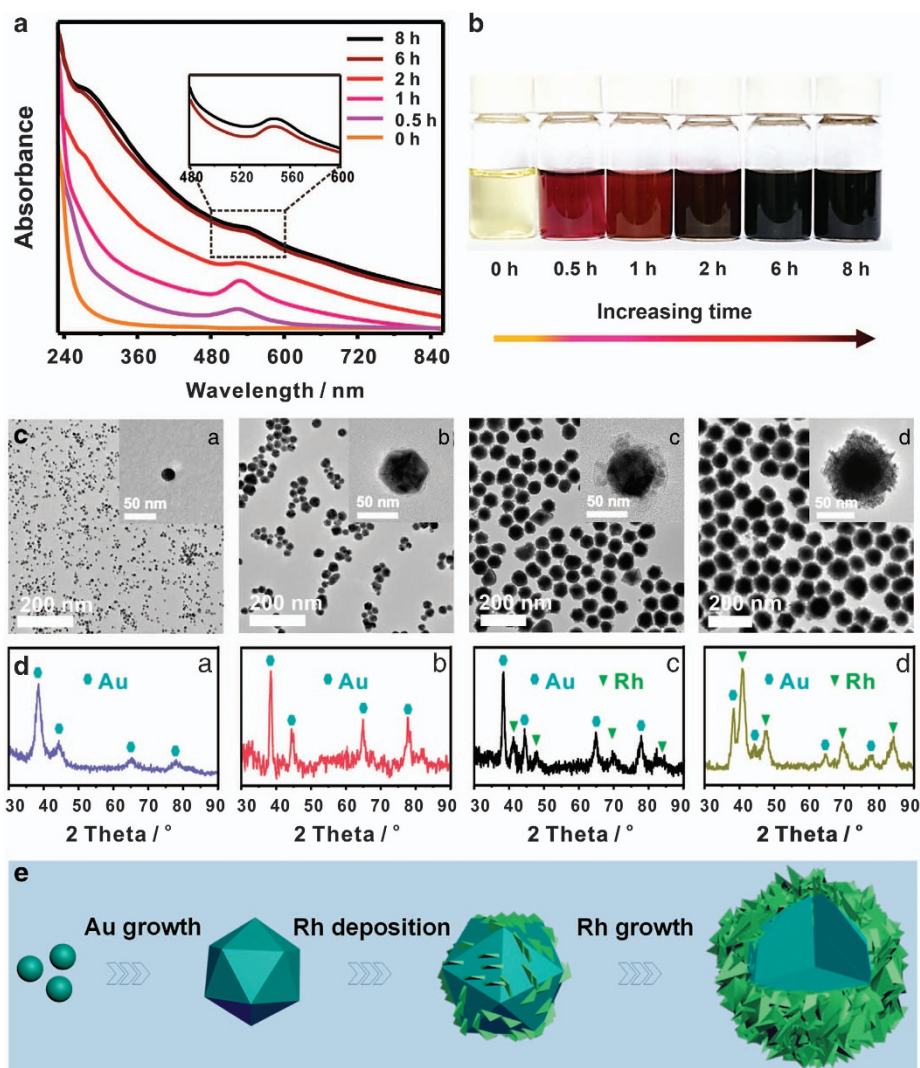 a
8 h
6 h
2 h
1 h
0.5 h
0 h
480 520 560 600
Absorbance
240 360 480 600 720 840
Wavelength / nm
b
0 h 0.5 h 1 h 2 h 6 h 8 h
Increasing time
c
a
50 nm
200 nm
b
50 nm
200 nm
c
50 nm
200 nm
d
50 nm
200 nm
d
a
Au
30 40 50 60 70 80 90
2 Theta / °
b
Au
30 40 50 60 70 80 90
2 Theta / °
c
Au Rh
30 40 50 60 70 80 90
2 Theta / °
d
Au Rh
30 40 50 60 70 80 90
2 Theta / °
e
Au growth
Rh deposition
Rh growth